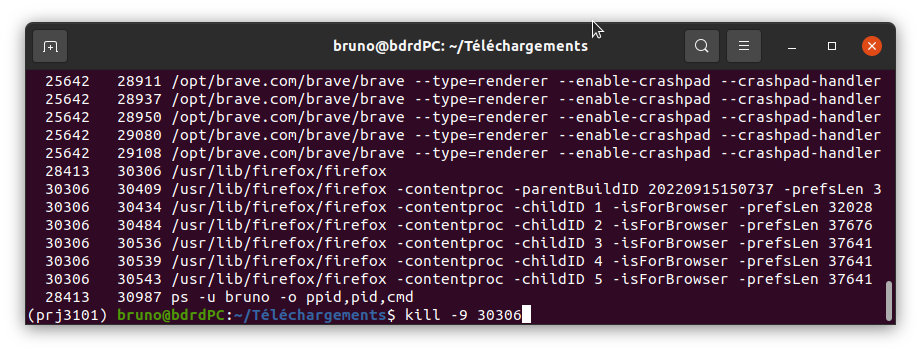 bruno@bdrdPC: ~/Téléchargements
25642 28911 /opt/brave.com/brave/brave --type=renderer --enable-crashpad --crashpad-handler
25642 28937 /opt/brave.com/brave/brave --type=renderer --enable-crashpad --crashpad-handler
25642 28950 /opt/brave.com/brave/brave --type=renderer --enable-crashpad --crashpad-handler
25642 29080 /opt/brave.com/brave/brave --type=renderer --enable-crashpad --crashpad-handler
25642 29108 /opt/brave.com/brave/brave --type=renderer --enable-crashpad --crashpad-handler
28413 30306 /usr/lib/firefox/firefox
30306 30409 /usr/lib/firefox/firefox -contentproc -parentBuildID 20220915150737 -prefsLen 3
30306 30434 /usr/lib/firefox/firefox -contentproc -childID 1 -isForBrowser -prefsLen 32028
30306 30484 /usr/lib/firefox/firefox -contentproc -childID 2 -isForBrowser -prefsLen 37676
30306 30536 /usr/lib/firefox/firefox -contentproc -childID 3 -isForBrowser -prefsLen 37641
30306 30539 /usr/lib/firefox/firefox -contentproc -childID 4 -isForBrowser -prefsLen 37641
30306 30543 /usr/lib/firefox/firefox -contentproc -childID 5 -isForBrowser -prefsLen 37641
28413 30987 ps -u bruno -o ppid,pid,cmd
(prj3101) bruno@bdrdPC:~/Téléchargements$ kill -9 30306